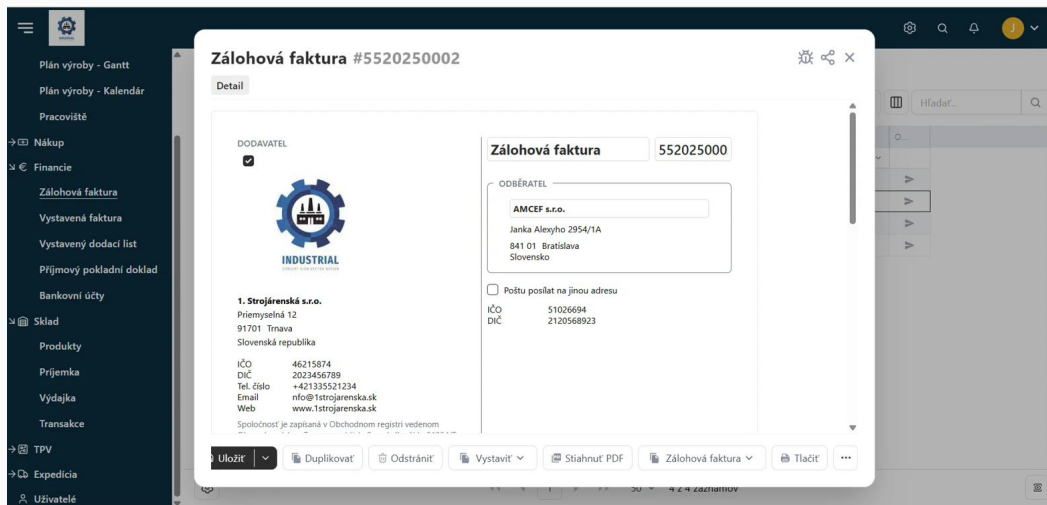 Plán výroby - Gantt
Plán výroby - Kalendár
Pracoviště
Nákup
€ Financie
Zálohová faktura
Vystavená faktura
Vystavený dodací list
Příjmový pokladní doklad
Bankovní účty
Sklad
Produkty
Príjemka
Výdajka
Transakce
TPV
Expedícia
Uživatelé
J
Hľadať...
O...
Zálohová faktura #5520250002
Detail
DODAVATEL
INDUSTRIAL
1. Strojárenská s.r.o.
Priemyselná 12
91701 Trnava
Slovenská republika
IČO 46215874
DIČ 2023456789
Tel. číslo +421335521234
Email nfo@1strojarenska.sk
Web www.1strojarenska.sk
Spoločnosť je zapísaná v Obchodnom registri vedenom
Zálohová faktura 552025000
ODBĚRATEL
AMCEF s.r.o.
Janka Alexyho 2954/1A
841 01 Bratislava
Slovensko
Poštu posílat na jinou adresu
IČO 51026694
DIČ 2120568923
Uložiť Duplikovať Odstrániť Vystaviť Stiahnuť PDF Zálohová faktura Tlačiť ...
1 50 4 z 4 záznamov